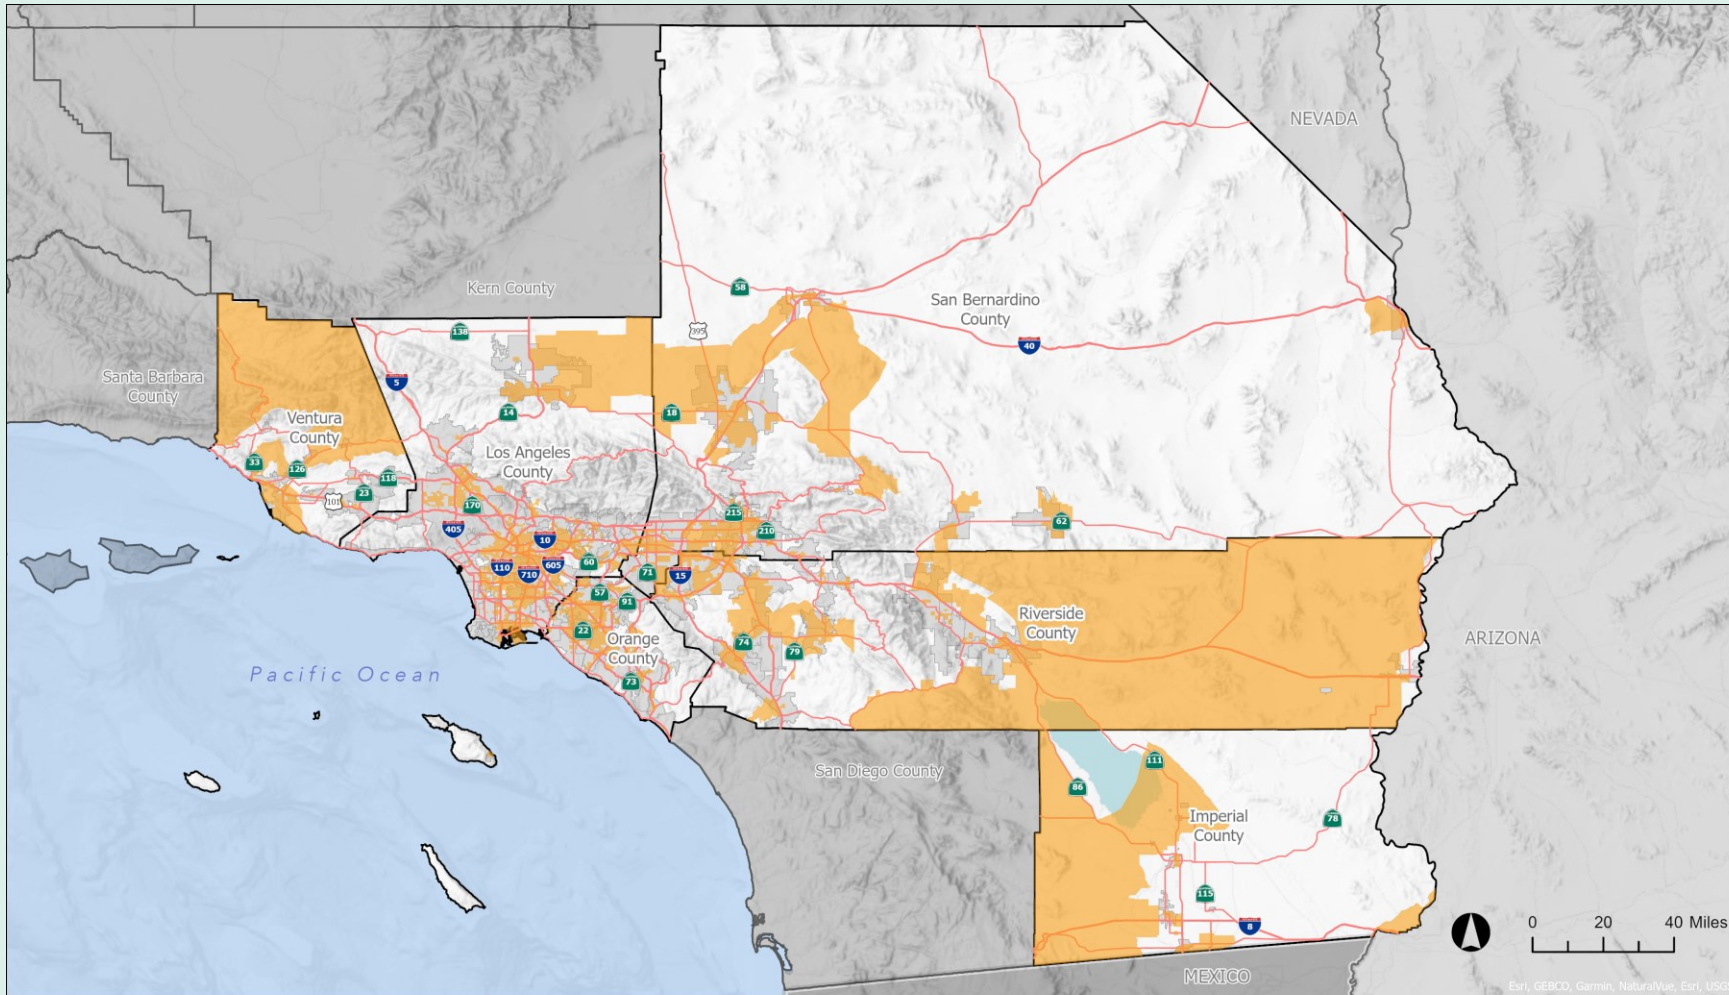 NEVADA
Kern County
58
San Bernardino
County
395
138
40
Santa Barbara
County
5
14
18
Ventura
County
Los Angeles
County
33
126
118
23
101
170
405
215
210
62
10
110
710
605
60
71
15
57
91
22
Orange
County
74
79
Riverside
County
ARIZONA
73
Pacific Ocean
San Diego County
111
86
Imperial
County
78
115
8
0 20 40 Miles
MEXICO
Esri, GEBCO, Garmin, NaturalVue, Esri, USG